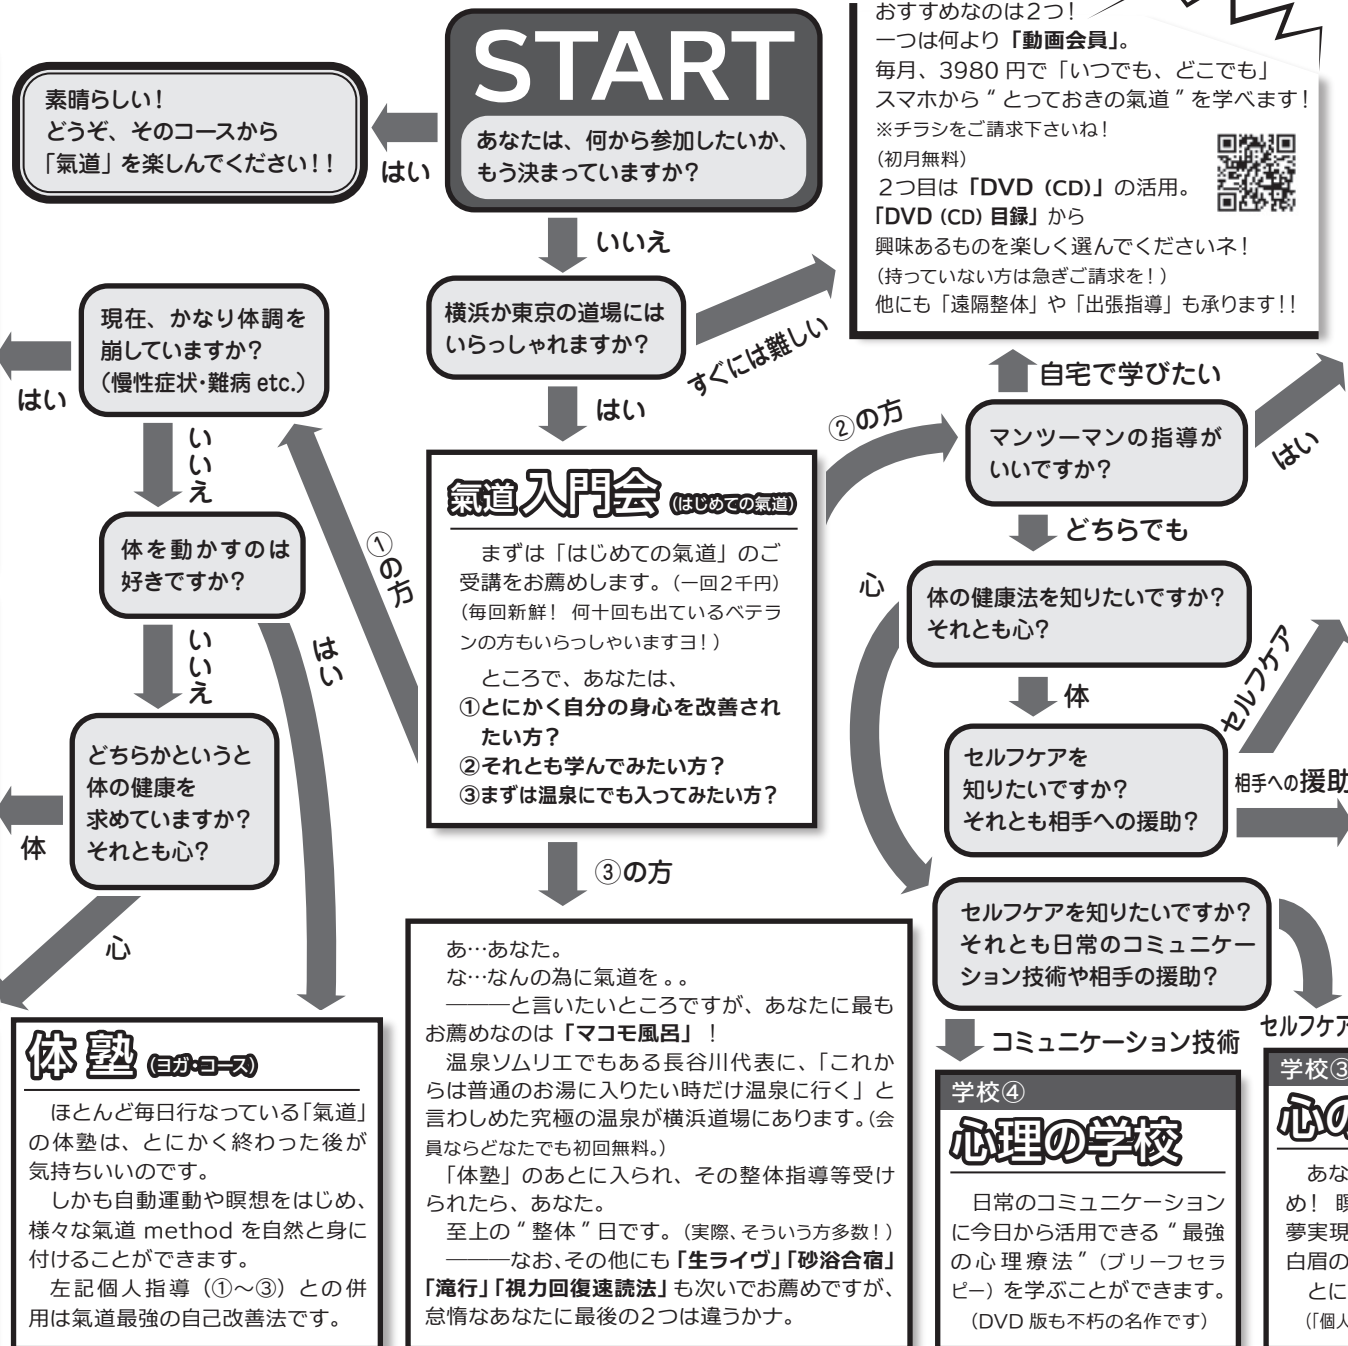 START
あなたは、何から参加したいか、
もう決まっていますか?
はい
素晴らしい!
どうぞ、そのコースから
「氣道」を楽しんでください!!
いいえ
横浜か東京の道場には
いらっしゃれますか?
すぐには難しい
おすすめなのは2つ!
一つは何より「動画会員」。
毎月、3980 円で「いつでも、どこでも」
スマホから “ とっておきの氣道 ” を学べます!
※チラシをご請求下さいね!
(初月無料)
2つ目は「DVD (CD)」の活用。
「DVD (CD) 目録」から
興味あるものを楽しく選んでくださいネ!
(持っていない方は急ぎご請求を!)
他にも「遠隔整体」や「出張指導」も承ります!!
はい
氣道 入門会 (はじめての氣道)
まずは「はじめての氣道」のご
受講をお薦めします。(一回2千円)
(毎回新鮮! 何十回も出ているベテラ
ンの方もいらっしゃいますヨ!)
ところで、あなたは、
①とにかく自分の身心を改善され
たい方?
②それとも学んでみたい方?
③まずは温泉にでも入ってみたい方?
①の方
現在、かなり体調を
崩していますか?
(慢性症状・難病 etc.)
はい
いいえ
体を動かすのは
好きですか?
いいえ
はい
どちらかというと
体の健康を
求めていますか?
それとも心?
体
心
体塾 (ヨガ・コース)
ほとんど毎日行なっている「氣道」
の体塾は、とにかく終わった後が
気持ちいいのです。
しかも自動運動や瞑想をはじめ、
様々な氣道 method を自然と身に
付けることができます。
左記個人指導(①〜③)との併
用は氣道最強の自己改善法です。
③の方
あ…あなた。
な…なんの為に氣道を。。
―――と言いたいところですが、あなたに最も
お薦めなのは「マコモ風呂」!
温泉ソムリエでもある長谷川代表に、「これか
らは普通のお湯に入りたい時だけ温泉に行く」と
言わしめた究極の温泉が横浜道場にあります。(会
員ならどなたでも初回無料。)
「体塾」のあとに入られ、その整体指導等受け
られたら、あなた。
至上の “ 整体 ” 日です。(実際、そういう方多数!)
―――なお、その他にも「生ライヴ」「砂浴合宿」
「滝行」「視力回復速読法」も次いでお薦めですが、
怠惰なあなたに最後の2つは違うかナ。
②の方
マンツーマンの指導が
いいですか?
自宅で学びたい
はい
どちらでも
体の健康法を知りたいですか?
それとも心?
心
体
セルフケアを
知りたいですか?
それとも相手への援助?
セルフケア
相手への援助
セルフケアを知りたいですか?
それとも日常のコミュニケー
ション技術や相手の援助?
コミュニケーション技術
セルフケア
学校④
心理の学校
日常のコミュニケーション
に今日から活用できる “ 最強
の心理療法 ” (ブリーフセラ
ピー) を学ぶことができます。
(DVD 版も不朽の名作です)
学校③
心の
あな
め!
夢実現
白眉の
とに
(「個人